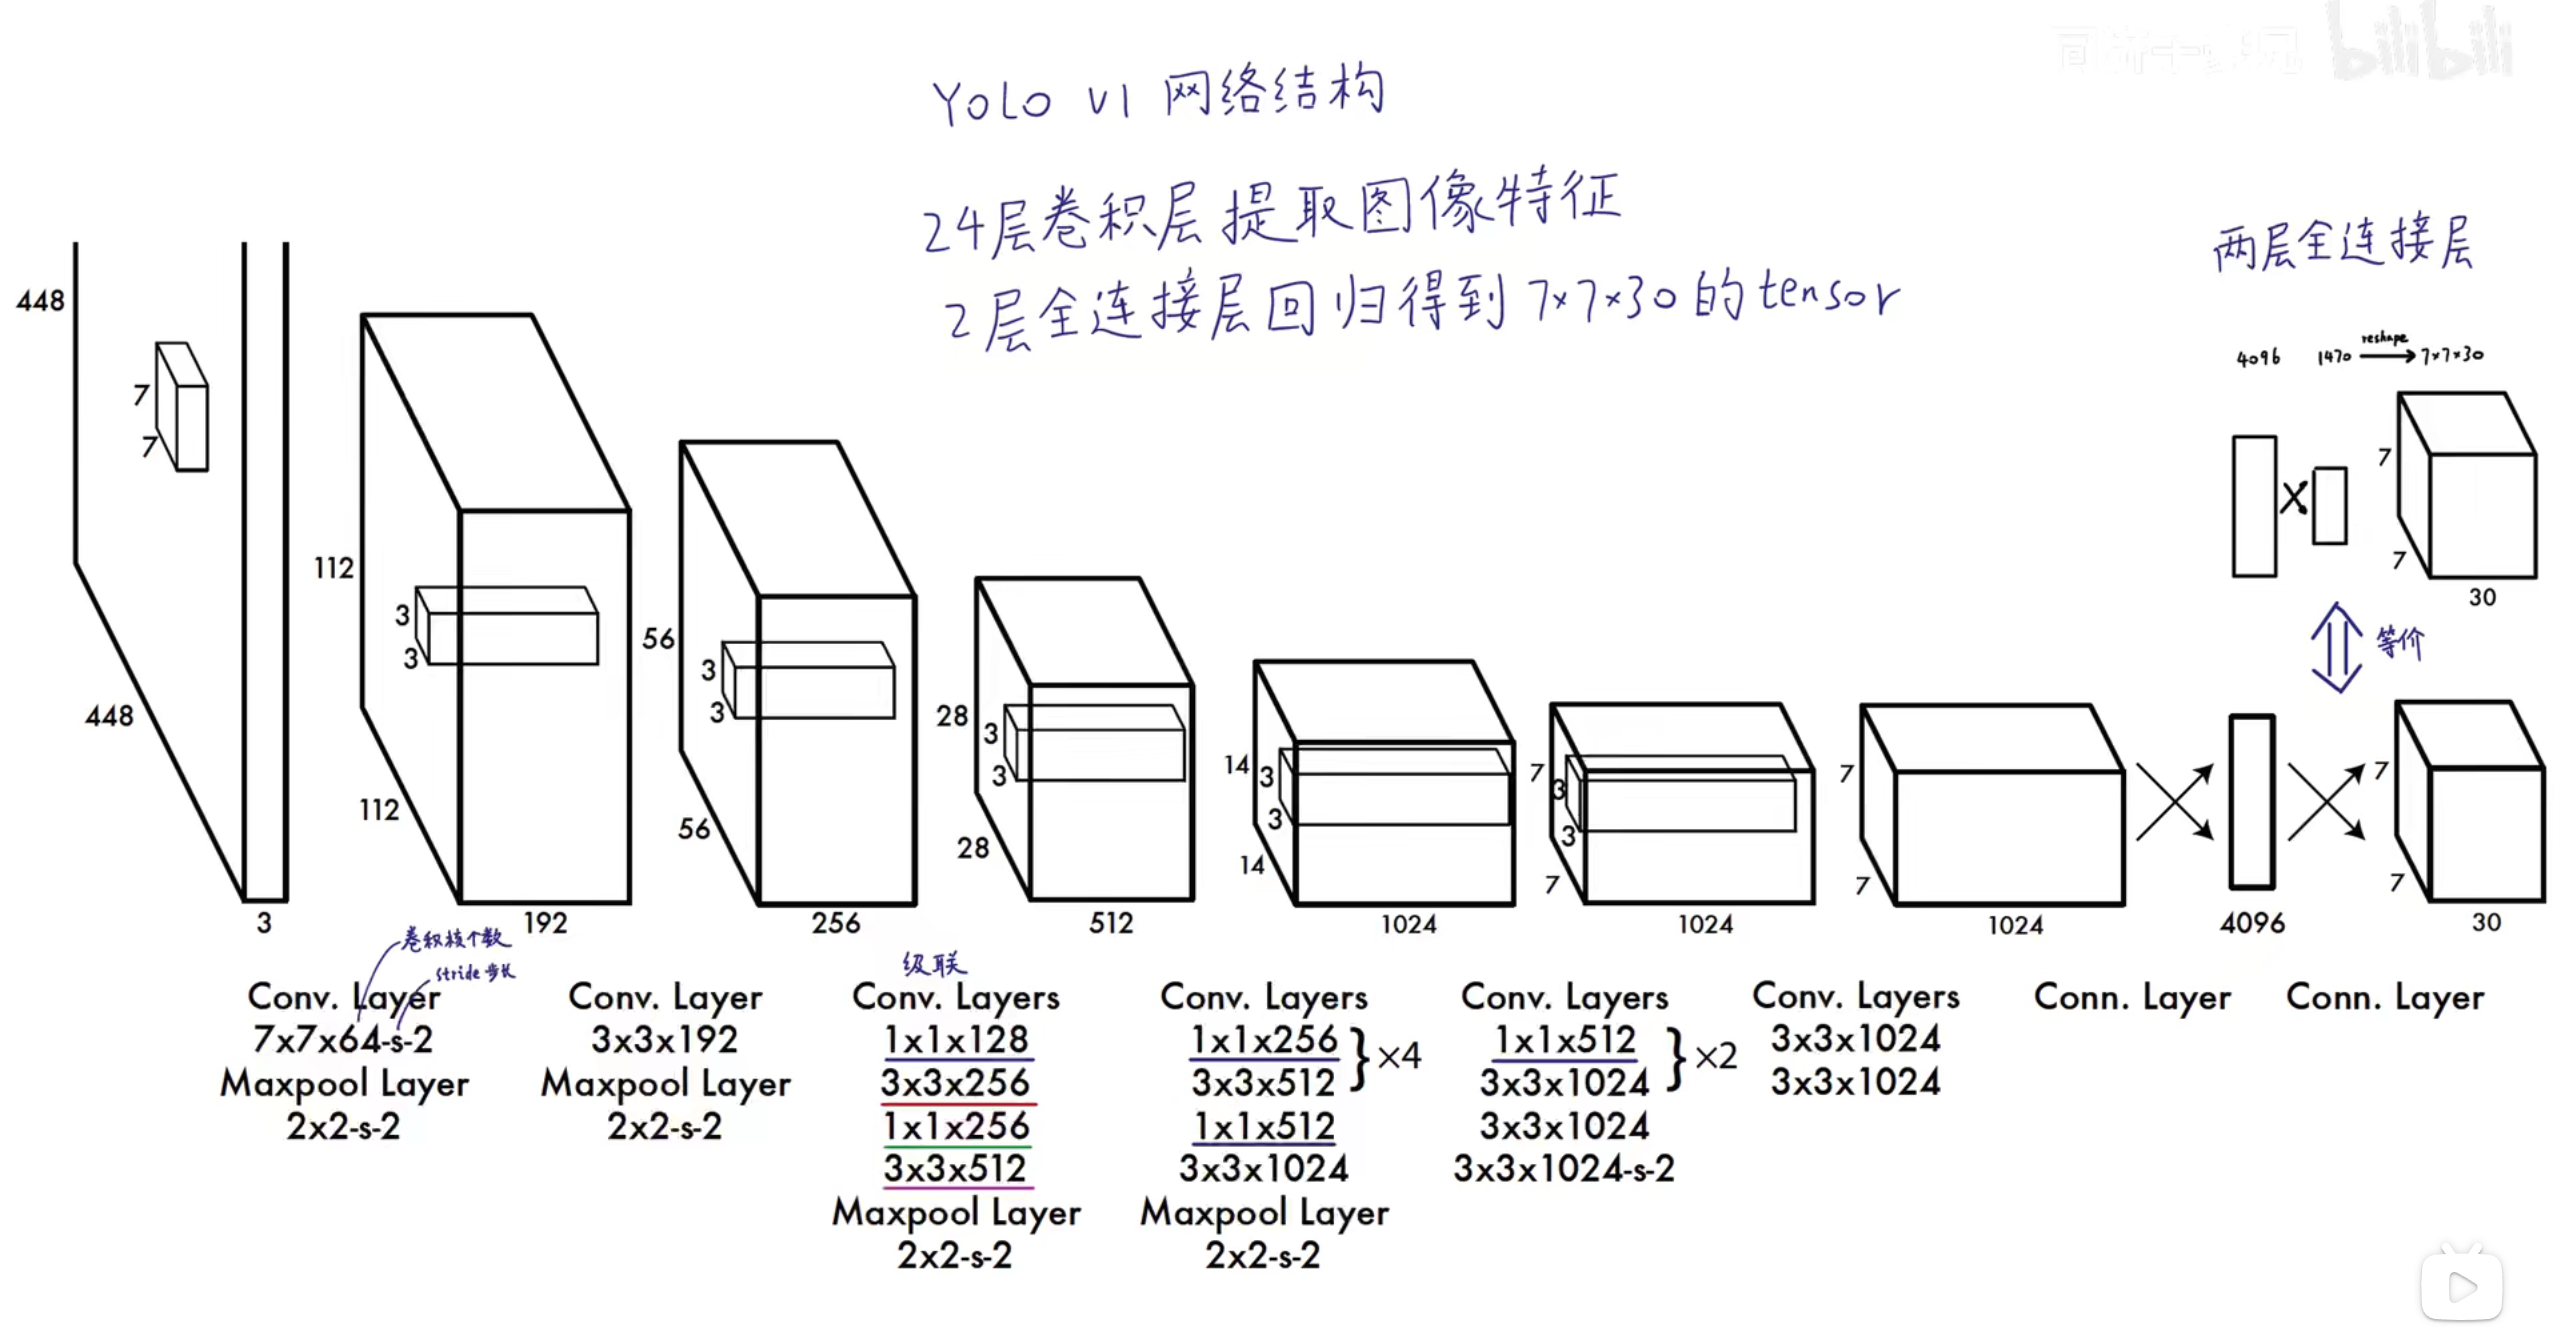 bilibili
YOLO V1 网络结构
24层卷积层提取图像特征
2层全连接层回归得到 7×7×30 的 tensor
两层全连接层
4096 1470 reshape 7×7×30
448
7
7
448
3
112
3
3
112
192
56
3
3
56
256
28
3
3
28
512
14
3
3
14
1024
7
3
3
7
1024
7
7
1024
4096
7
7
30
等价
7
7
30
卷积核个数
stride 步长
级联
Conv. Layer
7x7x64-s-2
Maxpool Layer
2x2-s-2
Conv. Layer
3x3x192
Maxpool Layer
2x2-s-2
Conv. Layers
1x1x128
3x3x256
1x1x256
3x3x512
Maxpool Layer
2x2-s-2
Conv. Layers
1x1x256
3x3x512
} ×4
1x1x512
3x3x1024
Maxpool Layer
2x2-s-2
Conv. Layers
1x1x512
3x3x1024
} ×2
3x3x1024
3x3x1024-s-2
Conv. Layers
3x3x1024
3x3x1024
Conn. Layer
Conn. Layer